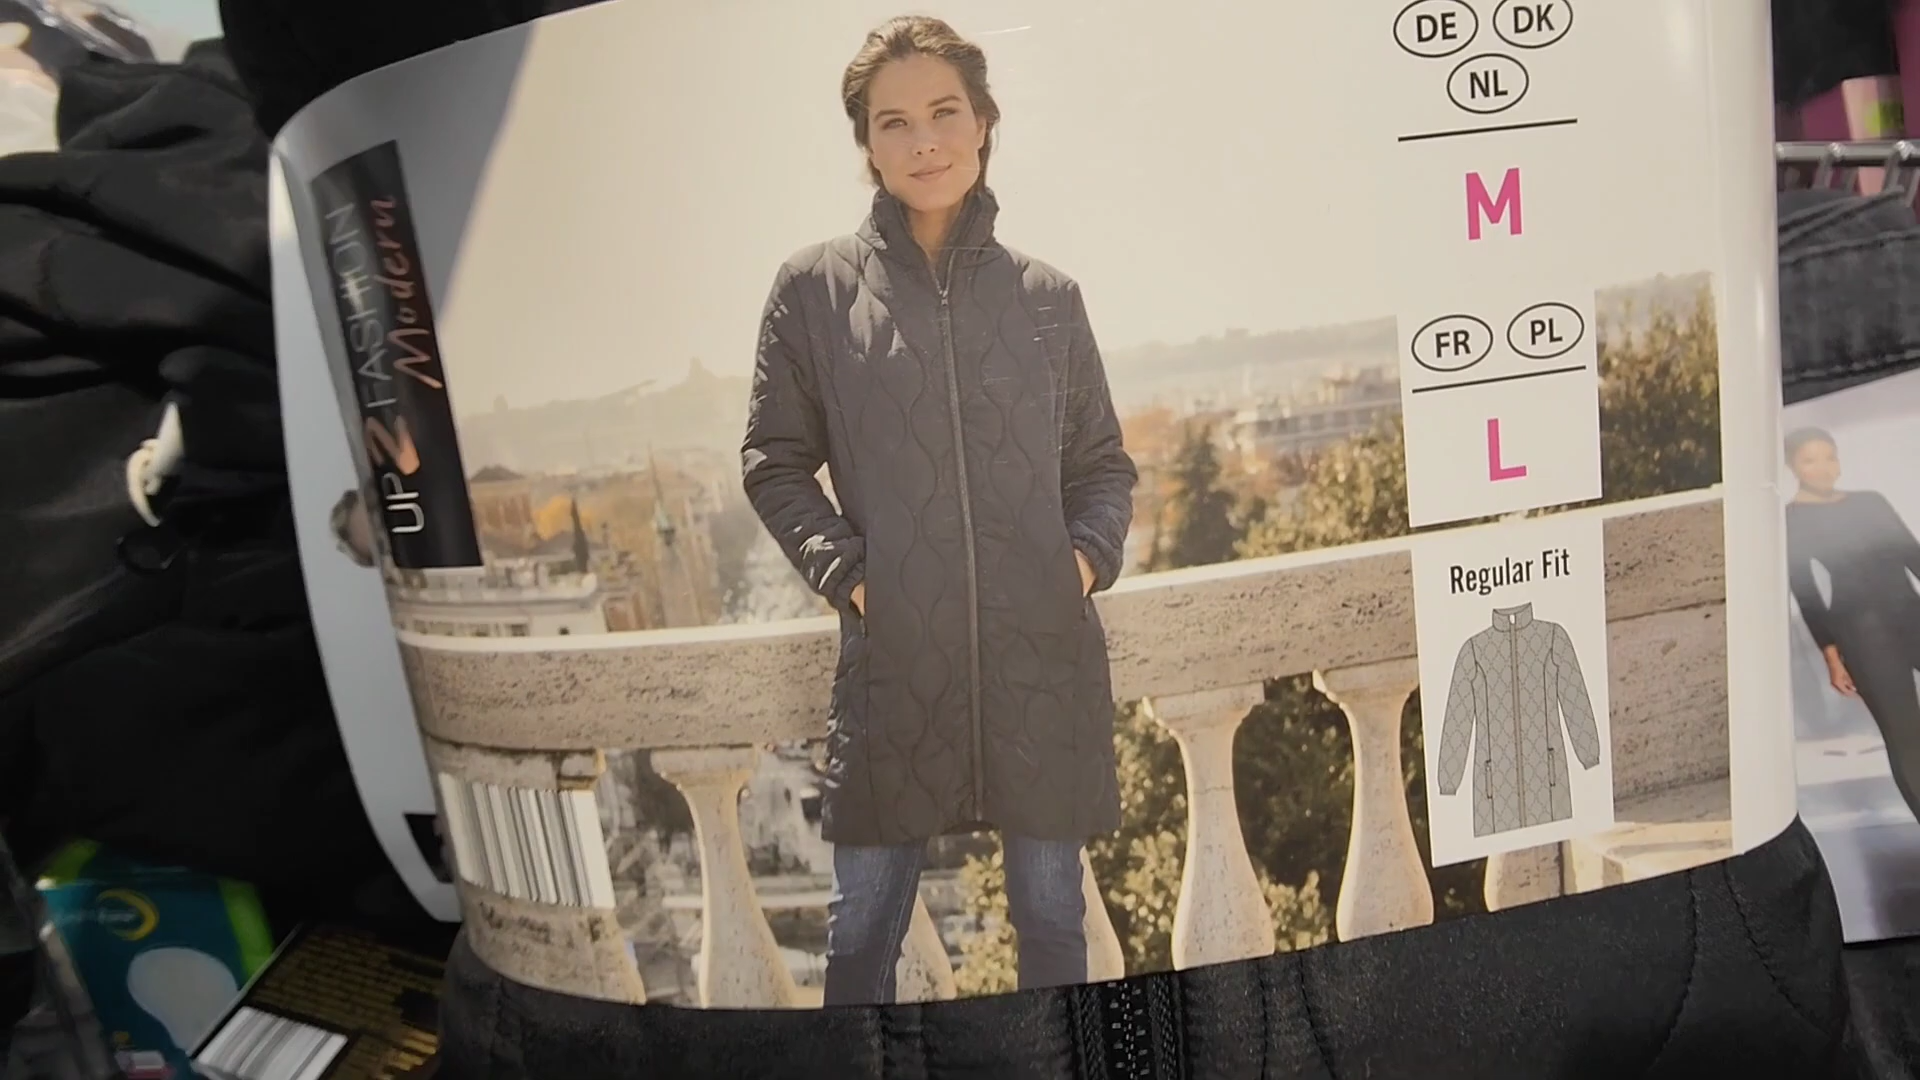 UP2FASHION
Modern
DE DK
NL
M
FR PL
L
Regular Fit